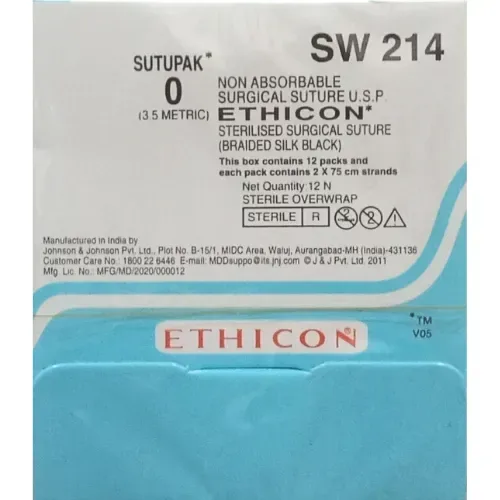 SW 214
SUTUPAK*
0
(3.5 METRIC)
NON ABSORBABLE
SURGICAL SUTURE U.S.P.
ETHICON*
STERILISED SURGICAL SUTURE
(BRAIDED SILK BLACK)
This box contains 12 packs and
each pack contains 2 X 75 cm strands
Net Quantity:12 N
STERILE OVERWRAP
STERILE R
Manufactured in India by
Johnson & Johnson Pvt. Ltd., Plot No. B-15/1, MIDC Area, Waluj, Aurangabad-MH (India)-431136
Customer Care No.: 1800 22 6446 E-mail : MDDsuppo@its.jnj.com © J & J Pvt. Ltd. 2011
Mfg. Lic. No.: MFG/MD/2020/000012
ETHICON®
*TM
V05